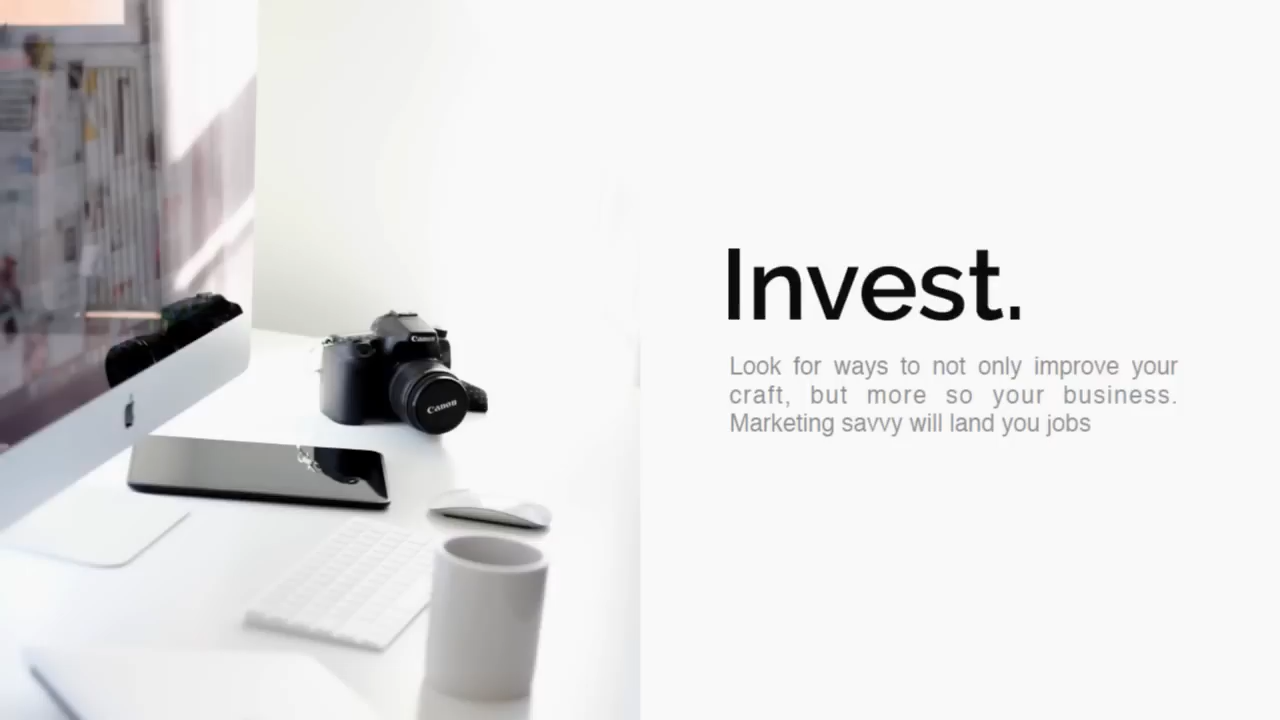 Canon
Canon
Invest.
Look for ways to not only improve your
craft, but more so your business.
Marketing savvy will land you jobs